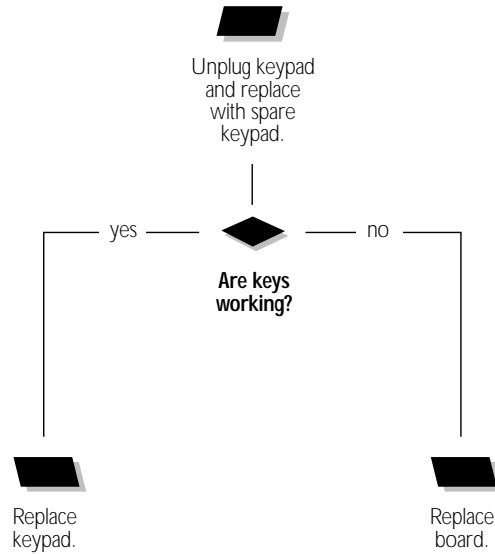 Unplug keypad
and replace
with spare
keypad.
yes
no
Are keys
working?
Replace
keypad.
Replace
board.